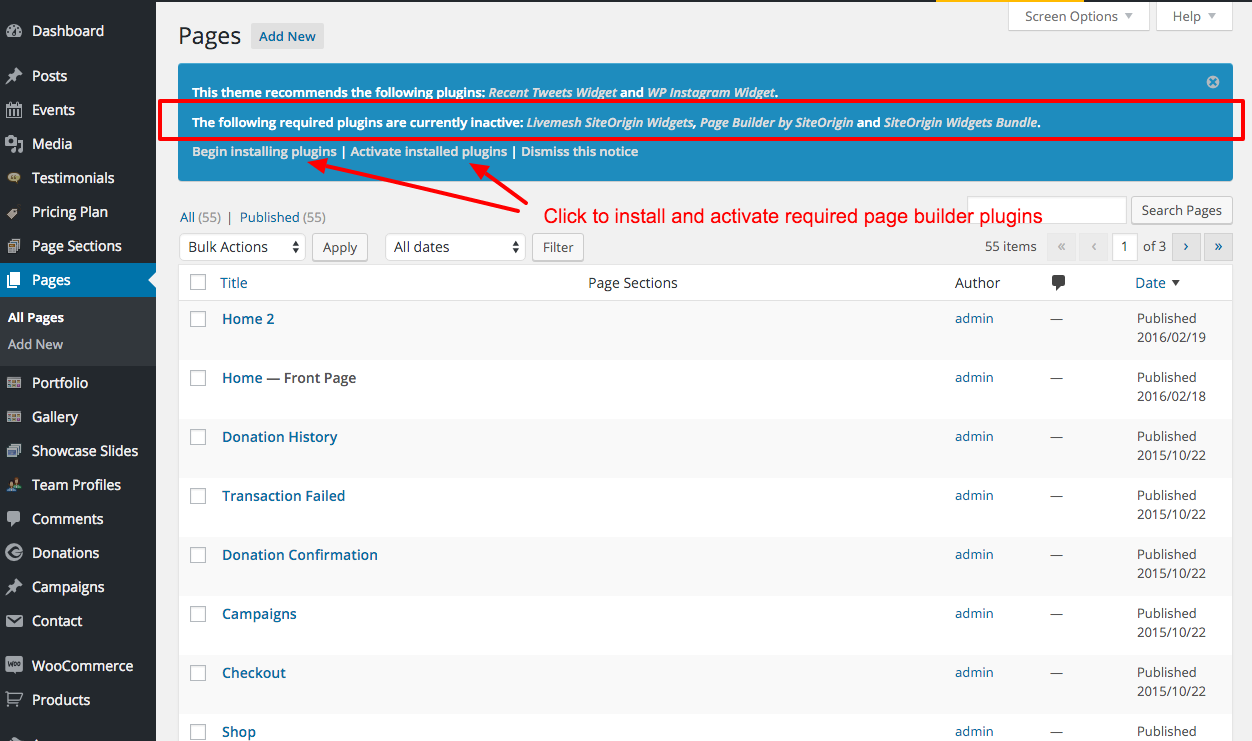 Dashboard
Posts
Events
Media
Testimonials
Pricing Plan
Page Sections
Pages
All Pages
Add New
Portfolio
Gallery
Showcase Slides
Team Profiles
Comments
Donations
Campaigns
Contact
WooCommerce
Products
Screen Options
Help
Pages
Add New
This theme recommends the following plugins: Recent Tweets Widget and WP Instagram Widget.
The following required plugins are currently inactive: Livemesh SiteOrigin Widgets, Page Builder by SiteOrigin and SiteOrigin Widgets Bundle.
Begin installing plugins | Activate installed plugins | Dismiss this notice
Click to install and activate required page builder plugins
All (55) | Published (55)
Search Pages
Bulk Actions Apply All dates Filter
55 items « ‹ 1 of 3 › »
Title Page Sections Author Date
Home 2 admin — Published
2016/02/19
Home — Front Page admin — Published
2016/02/18
Donation History admin — Published
2015/10/22
Transaction Failed admin — Published
2015/10/22
Donation Confirmation admin — Published
2015/10/22
Campaigns admin — Published
2015/10/22
Checkout admin — Published
2015/10/22
Shop admin — Published